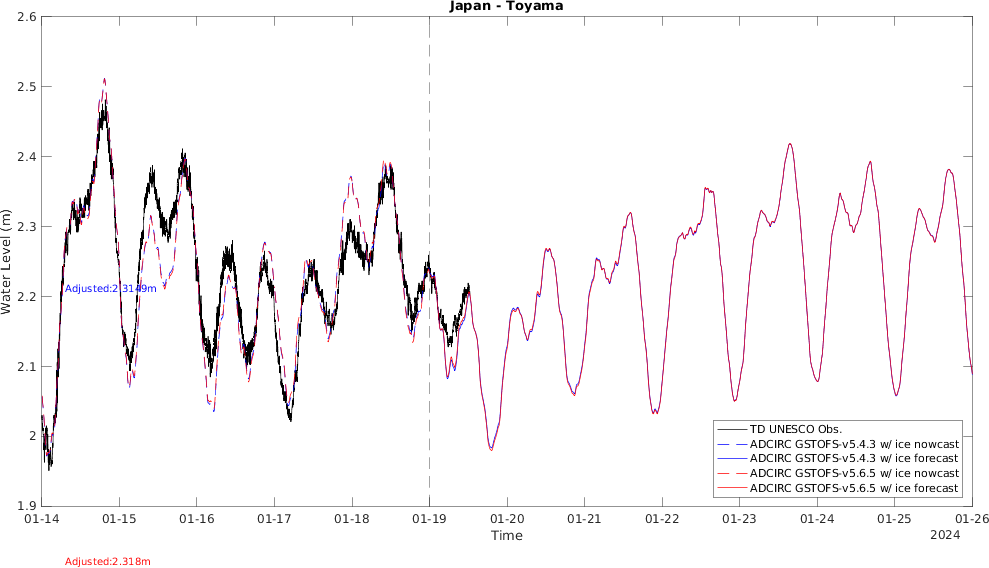 Japan - Toyama
2.6
2.5
2.4
2.3
2.2
2.1
2
1.9
Water Level (m)
Adjusted:2.3149m
TD UNESCO Obs.
ADCIRC GSTOFS-v5.4.3 w/ ice nowcast
ADCIRC GSTOFS-v5.4.3 w/ ice forecast
ADCIRC GSTOFS-v5.6.5 w/ ice nowcast
ADCIRC GSTOFS-v5.6.5 w/ ice forecast
01-14 01-15 01-16 01-17 01-18 01-19 01-20 01-21 01-22 01-23 01-24 01-25 01-26
Time
2024
Adjusted:2.318m